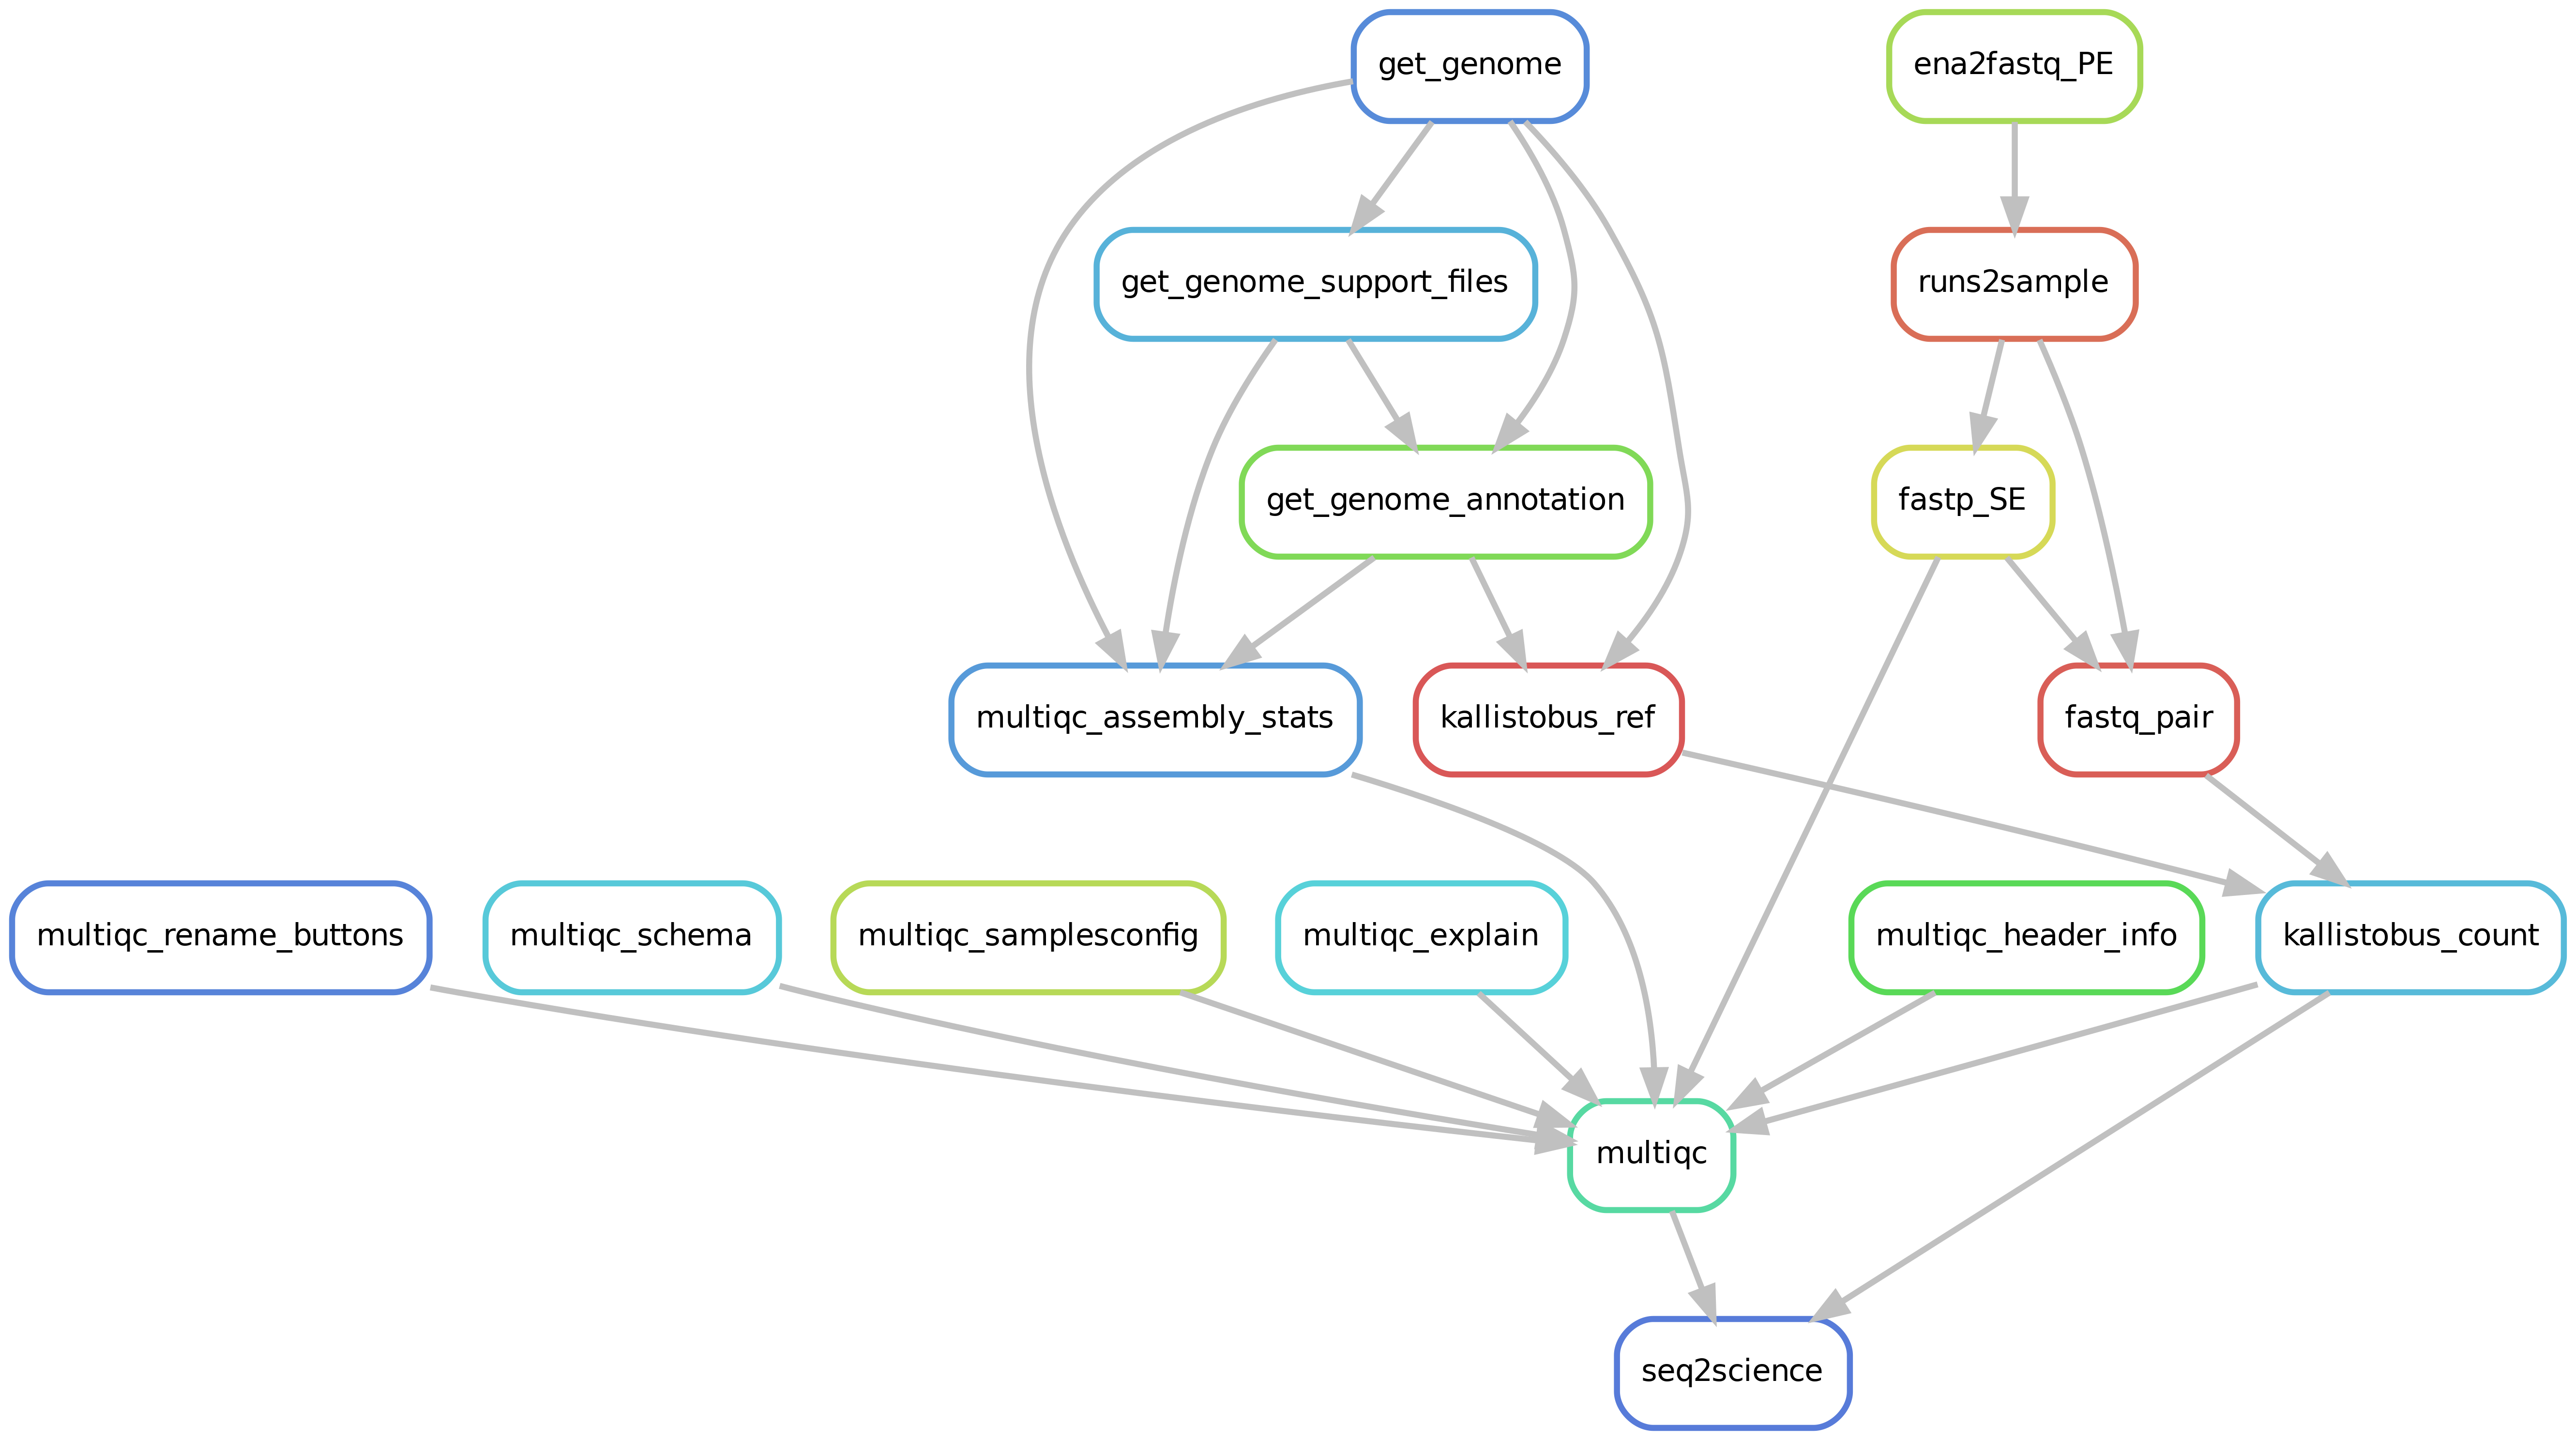 get_genome
ena2fastq_PE
get_genome_support_files
runs2sample
get_genome_annotation
fastp_SE
multiqc_assembly_stats
kallistobus_ref
fastq_pair
multiqc_rename_buttons
multiqc_schema
multiqc_samplesconfig
multiqc_explain
multiqc_header_info
kallistobus_count
multiqc
seq2science